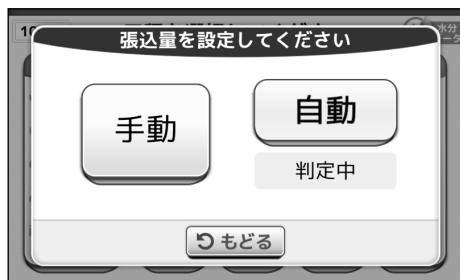 張込量を設定してください
手動
自動
判定中
もどる